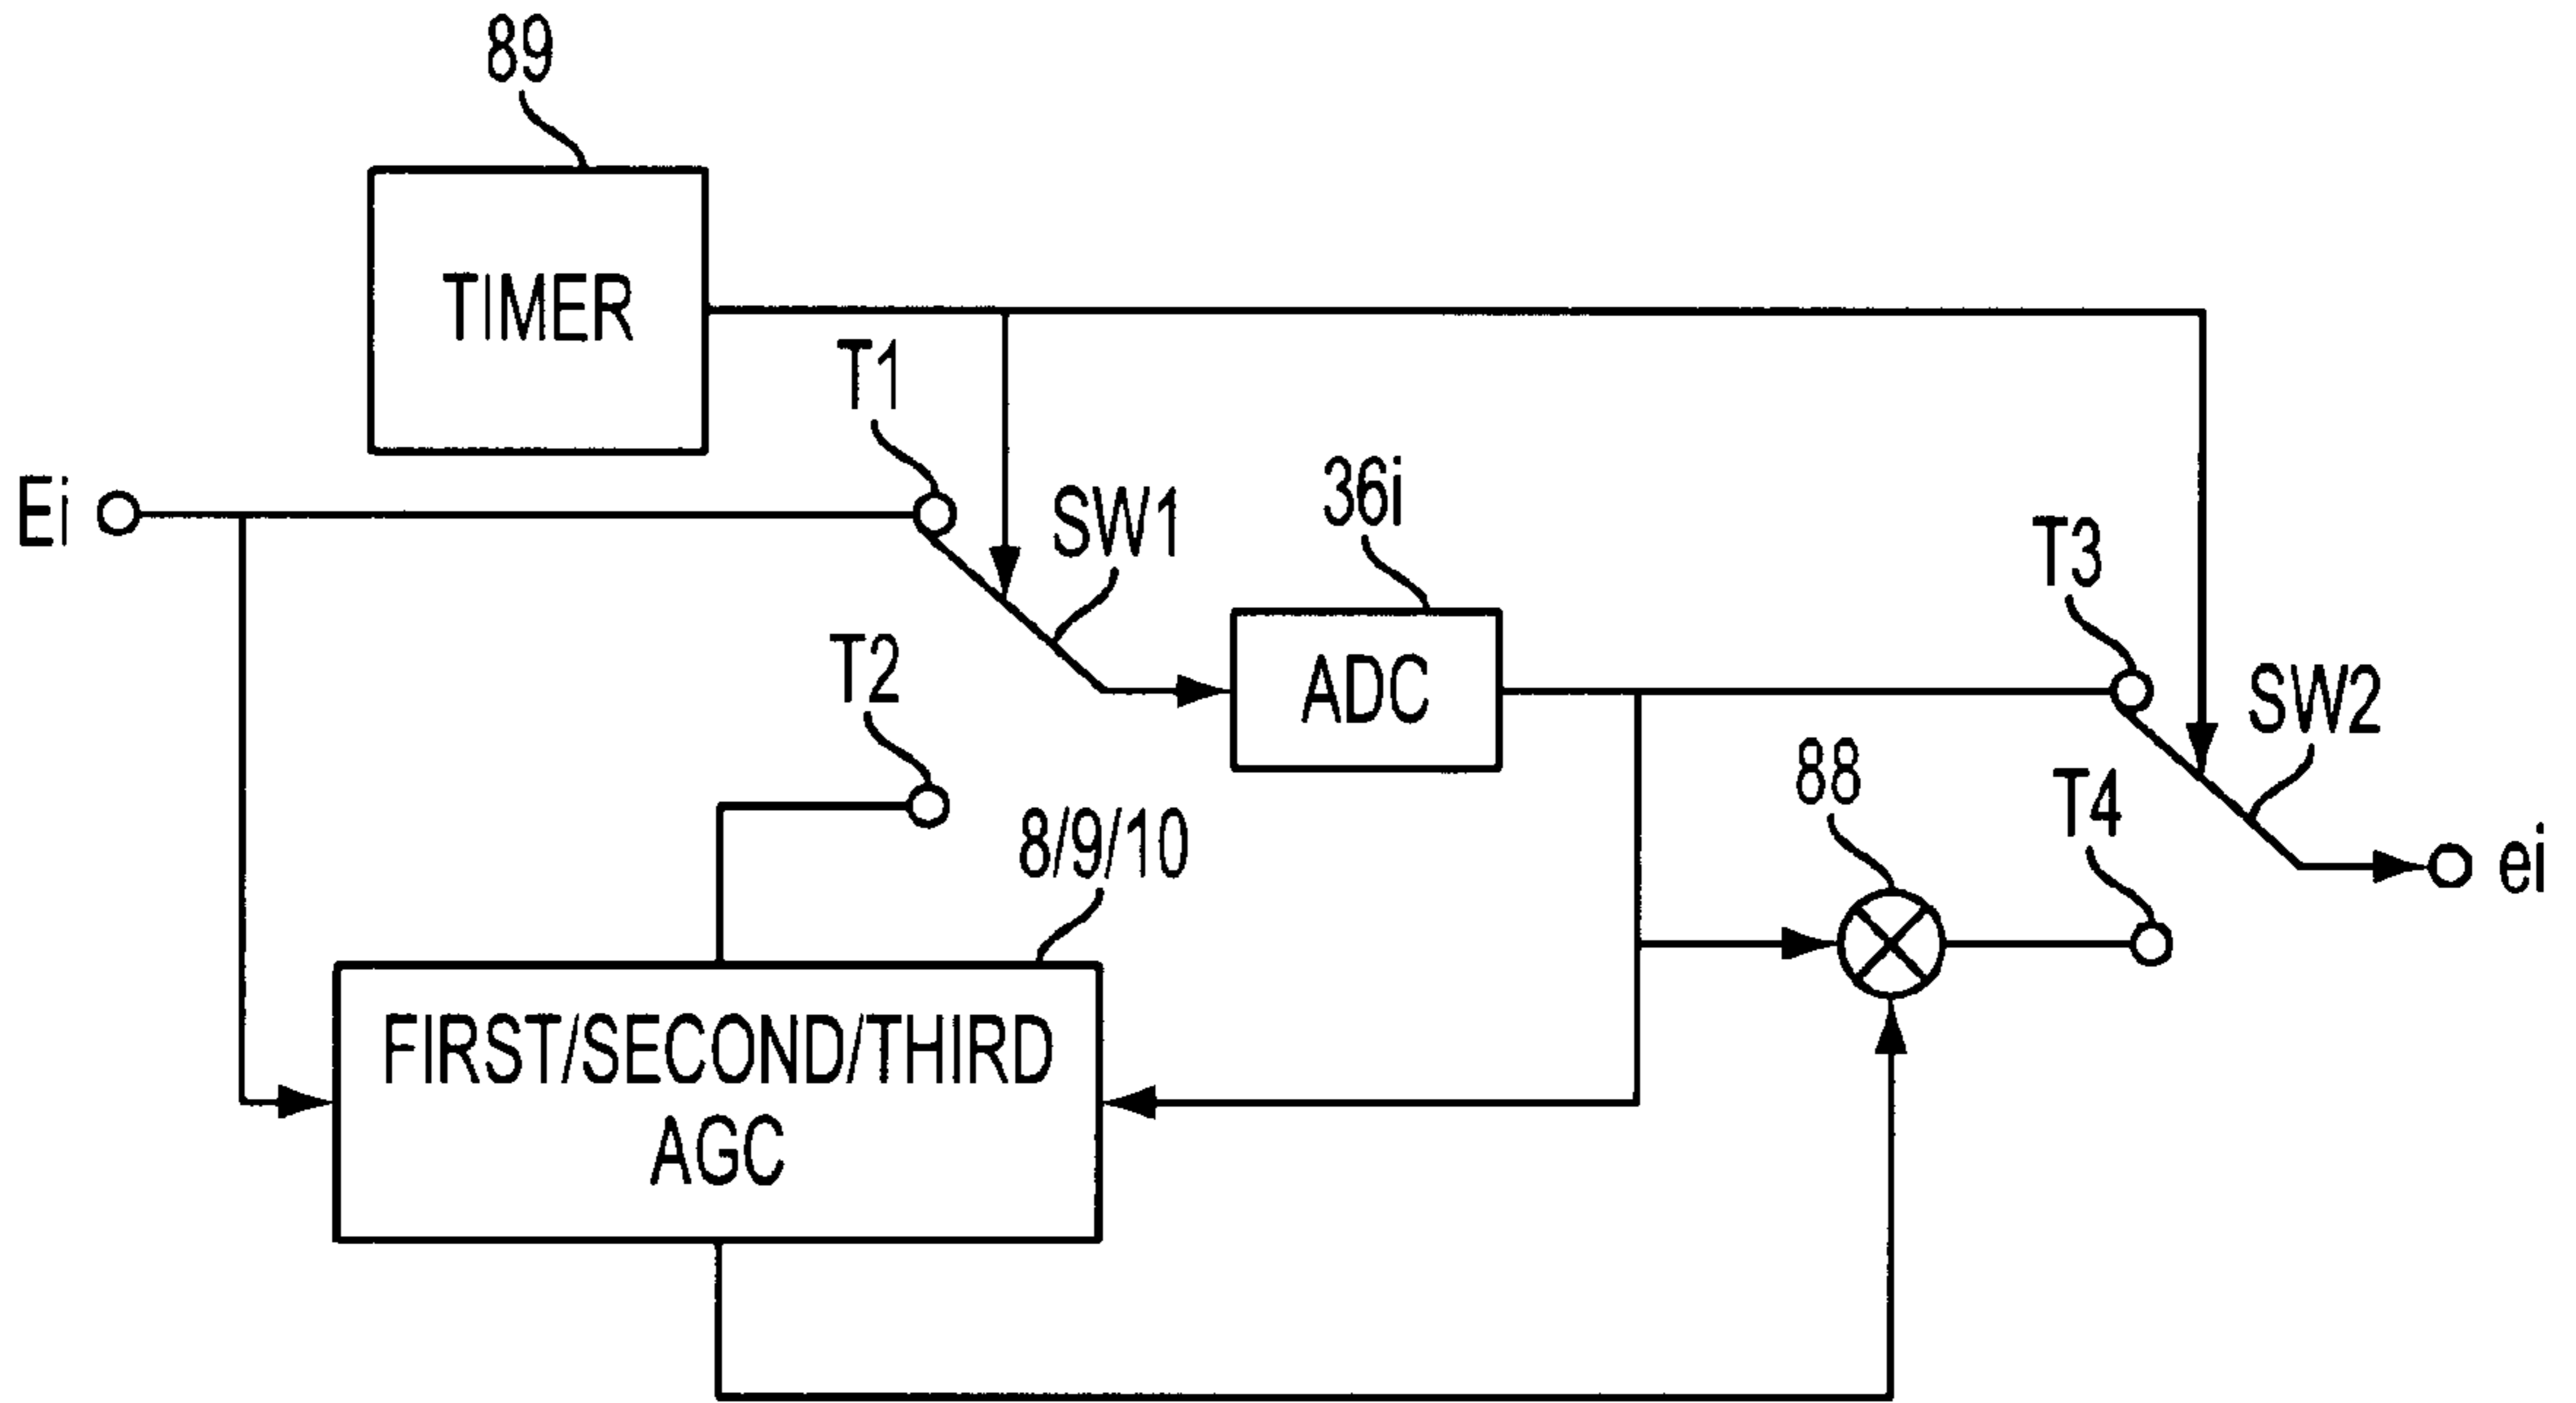 89
TIMER
T1
Ei
SW1
36i
T3
T2
ADC
SW2
88
T4
8/9/10
ei
FIRST/SECOND/THIRD
AGC